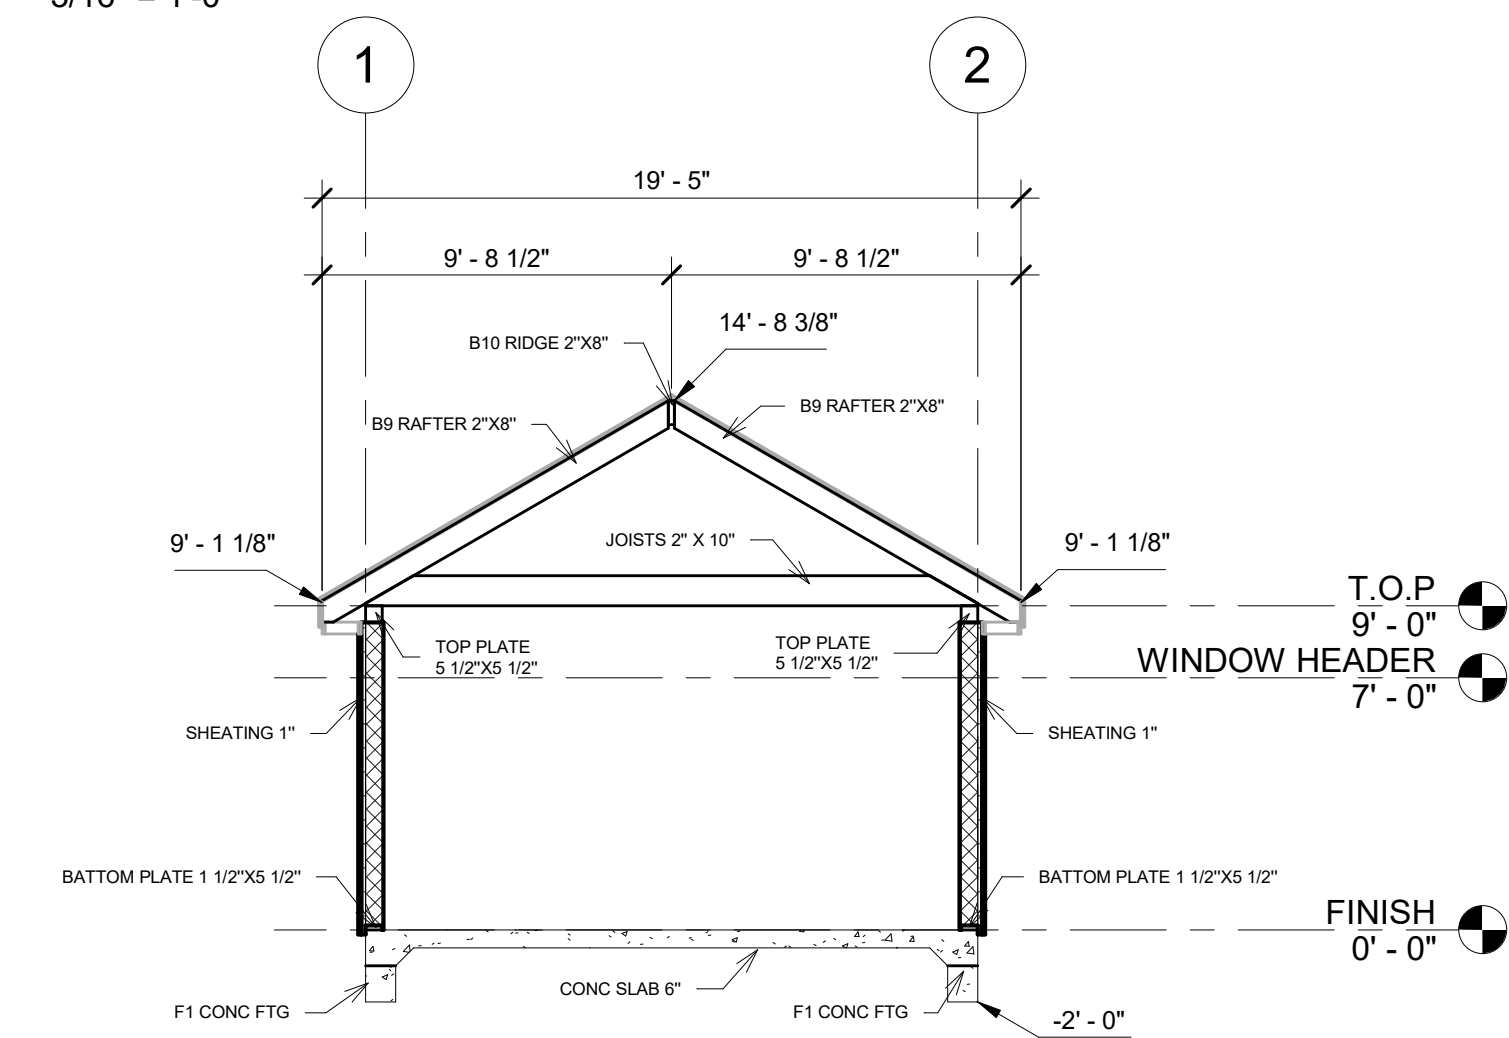 1
2
19' - 5"
9' - 8 1/2"
9' - 8 1/2"
14' - 8 3/8"
B10 RIDGE 2"X8"
B9 RAFTER 2"X8"
B9 RAFTER 2"X8"
9' - 1 1/8"
JOISTS 2" X 10"
9' - 1 1/8"
T.O.P
9' - 0"
TOP PLATE
5 1/2"X5 1/2"
TOP PLATE
5 1/2"X5 1/2"
WINDOW HEADER
7' - 0"
SHEATING 1"
SHEATING 1"
BATTOM PLATE 1 1/2"X5 1/2"
BATTOM PLATE 1 1/2"X5 1/2"
FINISH
0' - 0"
CONC SLAB 6"
F1 CONC FTG
F1 CONC FTG
-2' - 0"